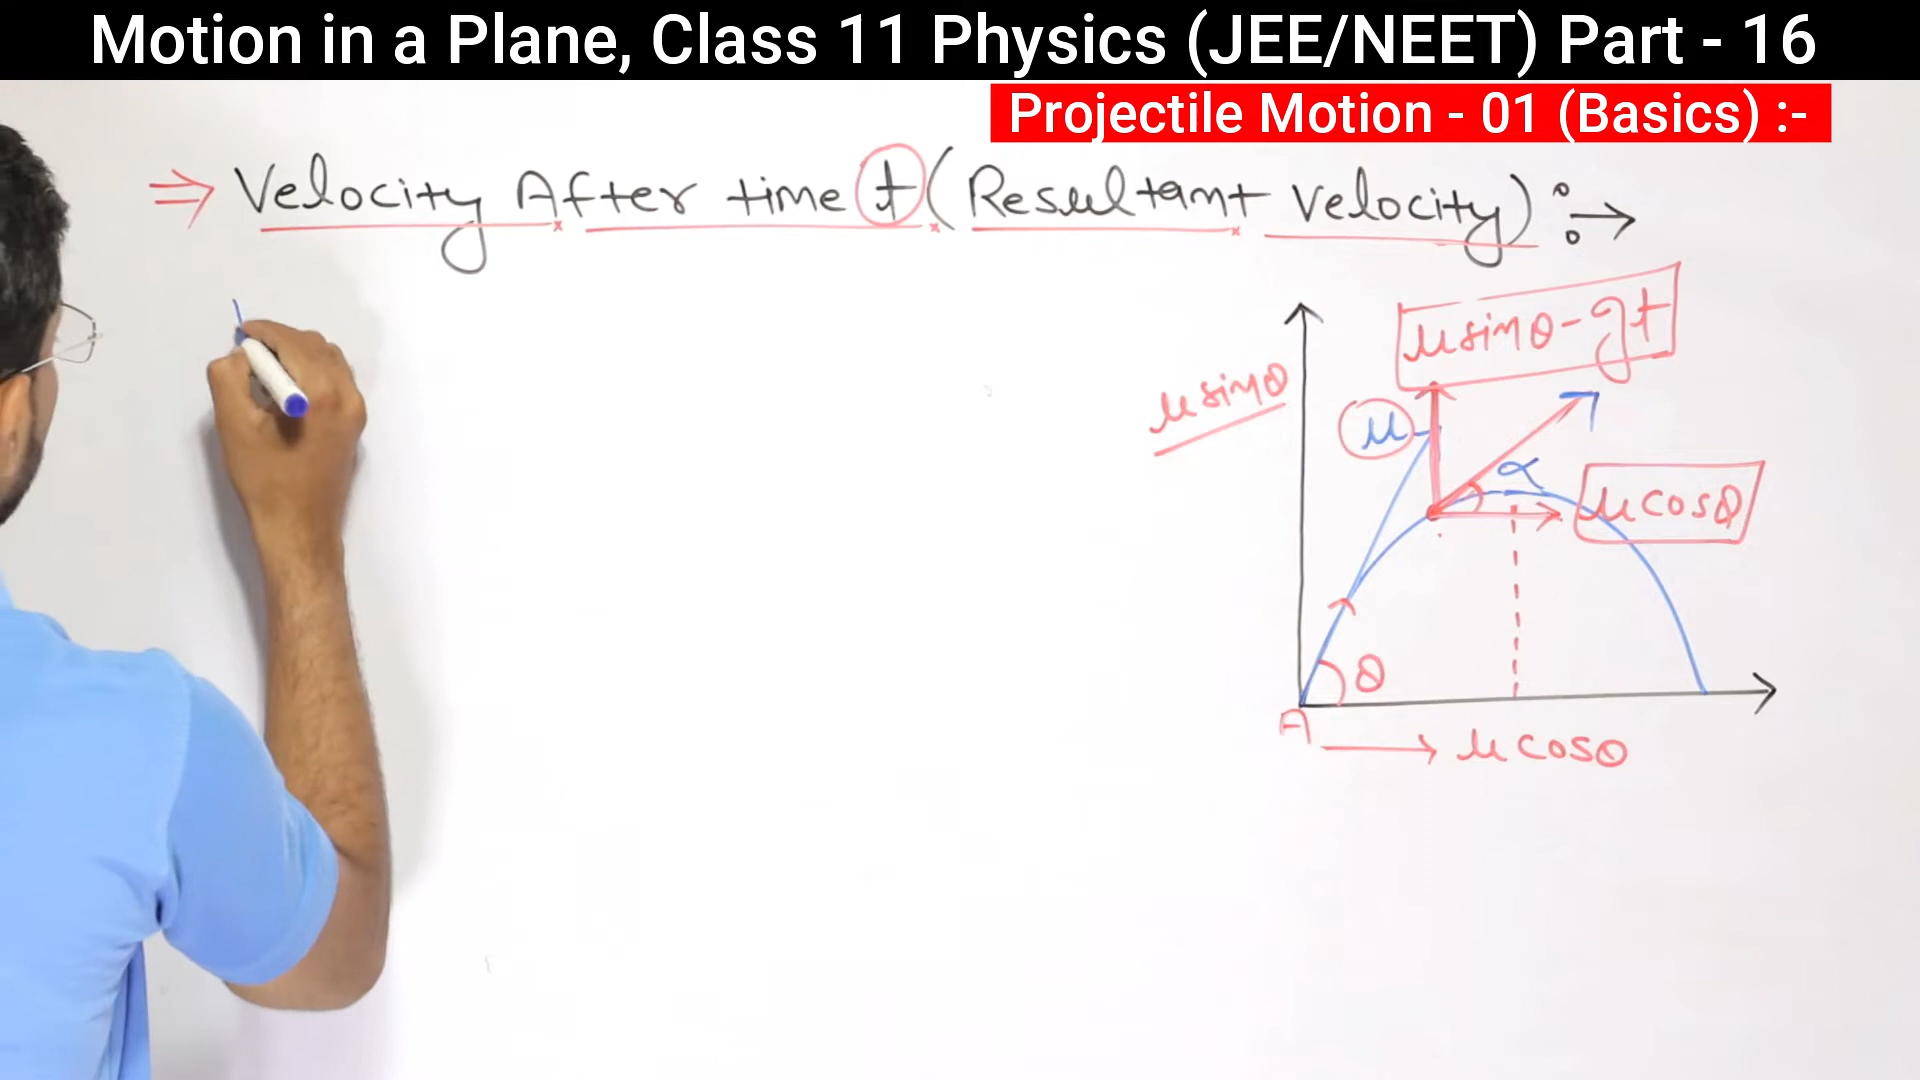 Motion in a Plane, Class 11 Physics (JEE/NEET) Part - 16
Projectile Motion - 01 (Basics) :-
⇒ Velocity After time t (Resultant Velocity) :→
u sinθ - gt
u sinθ
u
α
u cosθ
θ
A
→ u cosθ